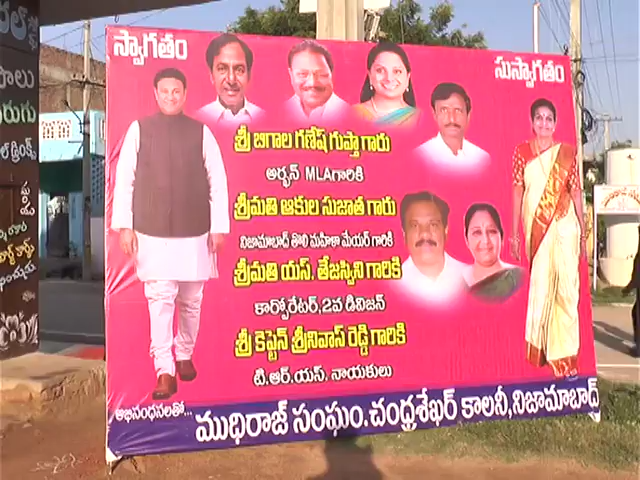 స్వాగతం
సుస్వాగతం
శ్రీ బిగాల గణేష్ గుప్తా గారు
అర్భన్ MLAగారికి
శ్రీమతి ఆకుల సుజాత గారు
నిజామాబాద్ తొలి మహిళా మేయర్ గారికి
శ్రీమతి యస్. తేజస్విని గారికి
కార్పోరేటర్, 2వ డివిజన్
శ్రీ కెప్టెన్ శ్రీనివాస్ రెడ్డి గారికి
టి.ఆర్.యస్. నాయకులు
అభినందనలతో...
ముధిరాజ్ సంఘం. చంద్రశేఖర్ కాలనీ, నిజామాబాద్